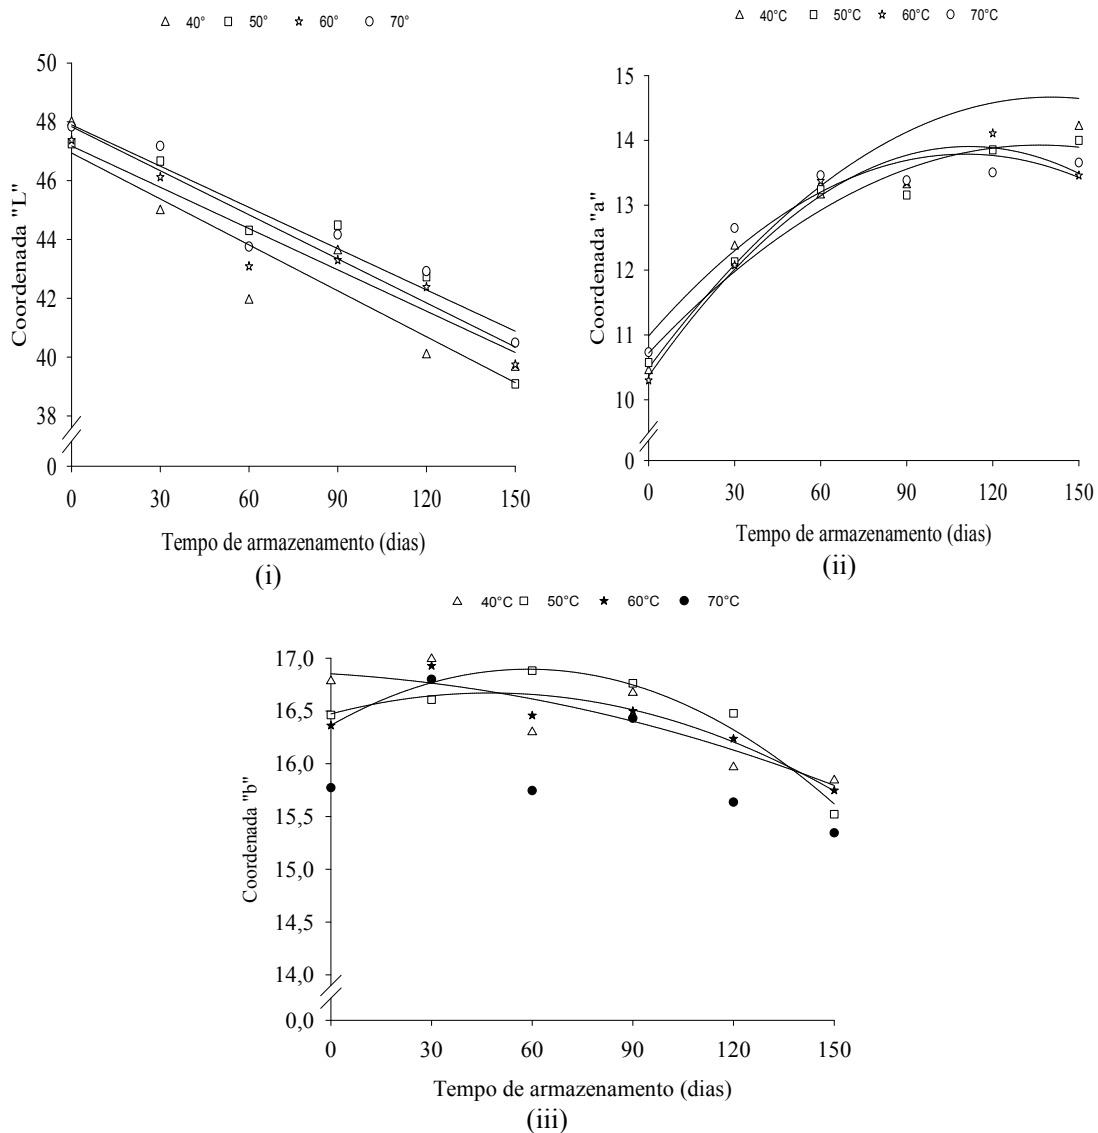 40° 50° 60° 70°
50
48
46
43
42
40
38
0
Coordenada "L"
0 30 60 90 120 150
Tempo de armazenamento (dias)
(i)
40°C 50°C 60°C 70°C
15
14
13
12
11
10
0
Coordenada "a"
0 30 60 90 120 150
Tempo de armazenamento (dias)
(ii)
40°C 50°C 60°C 70°C
17,0
16,5
16,0
15,5
15,0
14,5
14,0
0,0
Coordenada "b"
0 30 60 90 120 150
Tempo de armazenamento (dias)
(iii)